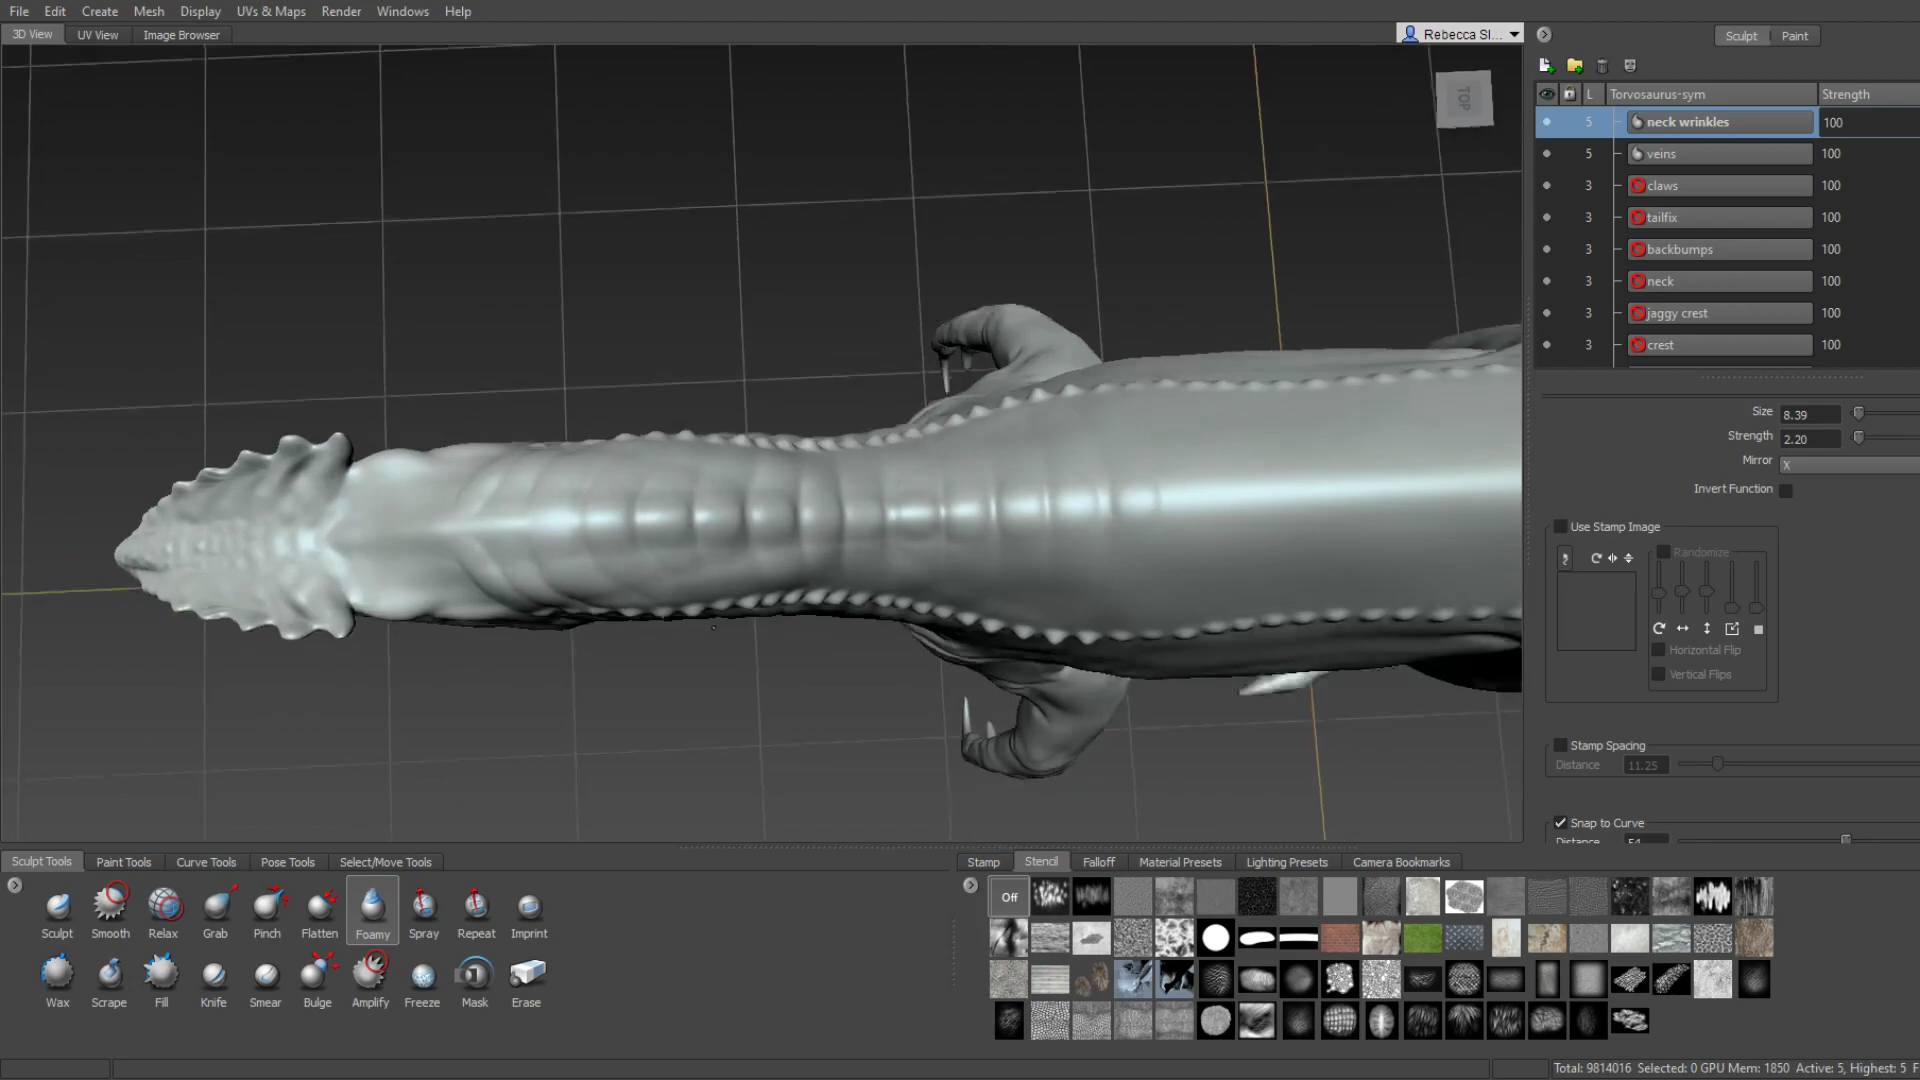 File Edit Create Mesh Display UVs & Maps Render Windows Help
3D View UV View Image Browser
Rebecca Sl...
Sculpt Paint
TOP
L Torvosaurus-sym Strength
5 neck wrinkles 100
5 veins 100
3 claws 100
3 tailfix 100
3 backbumps 100
3 neck 100
3 jaggy crest 100
3 crest 100
Size 8.39
Strength 2.20
Mirror X
Invert Function
Use Stamp Image
Randomize
Horizontal Flip
Vertical Flips
Stamp Spacing
Distance 11.25
Snap to Curve
Distance 54
Sculpt Tools Paint Tools Curve Tools Pose Tools Select/Move Tools
Sculpt Smooth Relax Grab Pinch Flatten Foamy Spray Repeat Imprint
Wax Scrape Fill Knife Smear Bulge Amplify Freeze Mask Erase
Stamp Stencil Falloff Material Presets Lighting Presets Camera Bookmarks
Off
Total: 9814016 Selected: 0 GPU Mem: 1850 Active: 5, Highest: 5 F